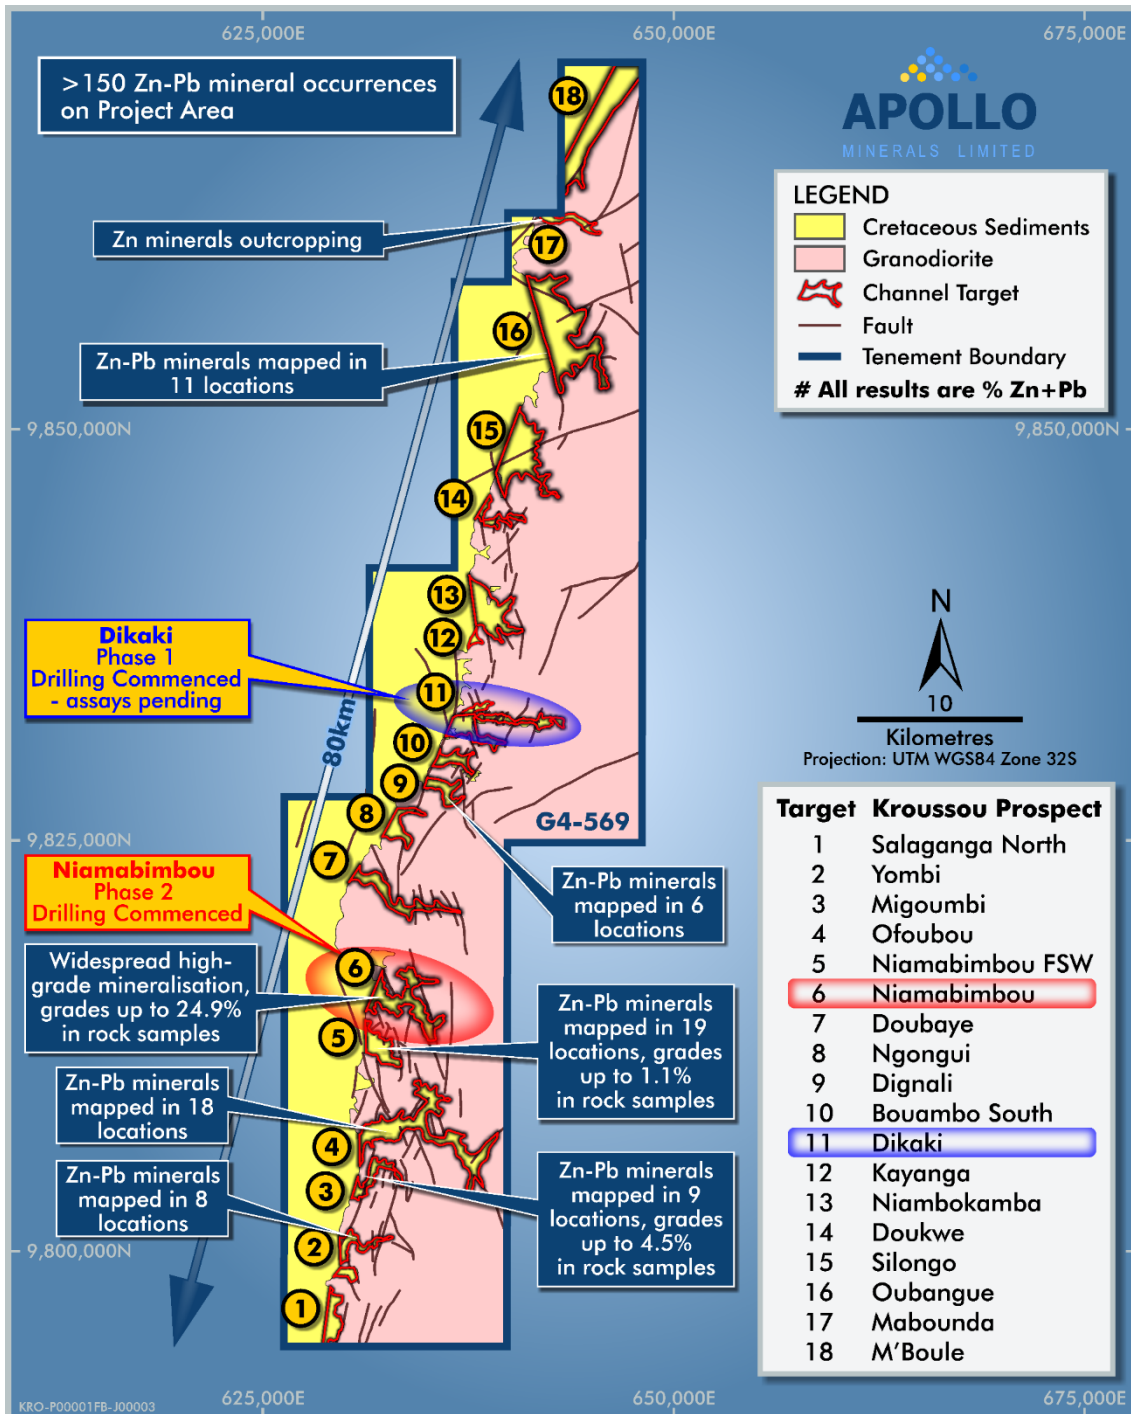 625,000E
650,000E
675,000E
>150 Zn-Pb mineral occurrences
on Project Area
APOLLO
MINERALS LIMITED
LEGEND
Cretaceous Sediments
Granodiorite
Channel Target
Fault
Tenement Boundary
# All results are % Zn+Pb
18
Zn minerals outcropping
17
16
Zn-Pb minerals mapped in
11 locations
9,850,000N
9,850,000N
15
14
13
12
Dikaki
Phase 1
Drilling Commenced
- assays pending
11
10
9
8
7
80km
G4-569
N
10
Kilometres
Projection: UTM WGS84 Zone 32S
9,825,000N
Niamabimbou
Phase 2
Drilling Commenced
Zn-Pb minerals
mapped in 6
locations
6
Widespread high-
grade mineralisation,
grades up to 24.9%
in rock samples
5
Zn-Pb minerals
mapped in 19
locations, grades
up to 1.1%
in rock samples
Zn-Pb minerals
mapped in 18
locations
4
Zn-Pb minerals
mapped in 8
locations
3
Zn-Pb minerals
mapped in 9
locations, grades
up to 4.5%
in rock samples
9,800,000N
2
1
Target Kroussou Prospect
1 Salaganga North
2 Yombi
3 Migoumbi
4 Ofoubou
5 Niamabimbou FSW
6 Niamabimbou
7 Doubaye
8 Ngongui
9 Dignali
10 Bouambo South
11 Dikaki
12 Kayanga
13 Niambokamba
14 Doukwe
15 Silongo
16 Oubangue
17 Mabounda
18 M'Boule
625,000E
650,000E
675,000E
KRO-P00001FB-J00003